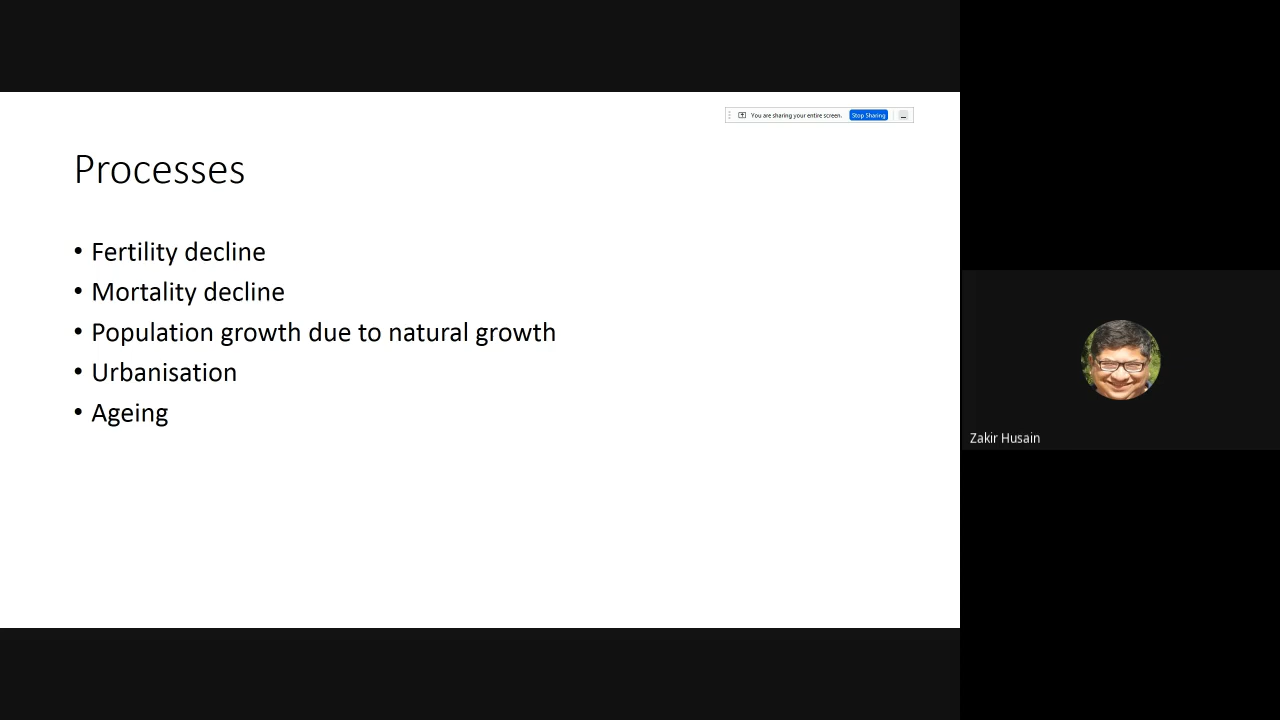 You are sharing your entire screen.
Stop Sharing
Processes
• Fertility decline
• Mortality decline
• Population growth due to natural growth
• Urbanisation
• Ageing
Zakir Husain